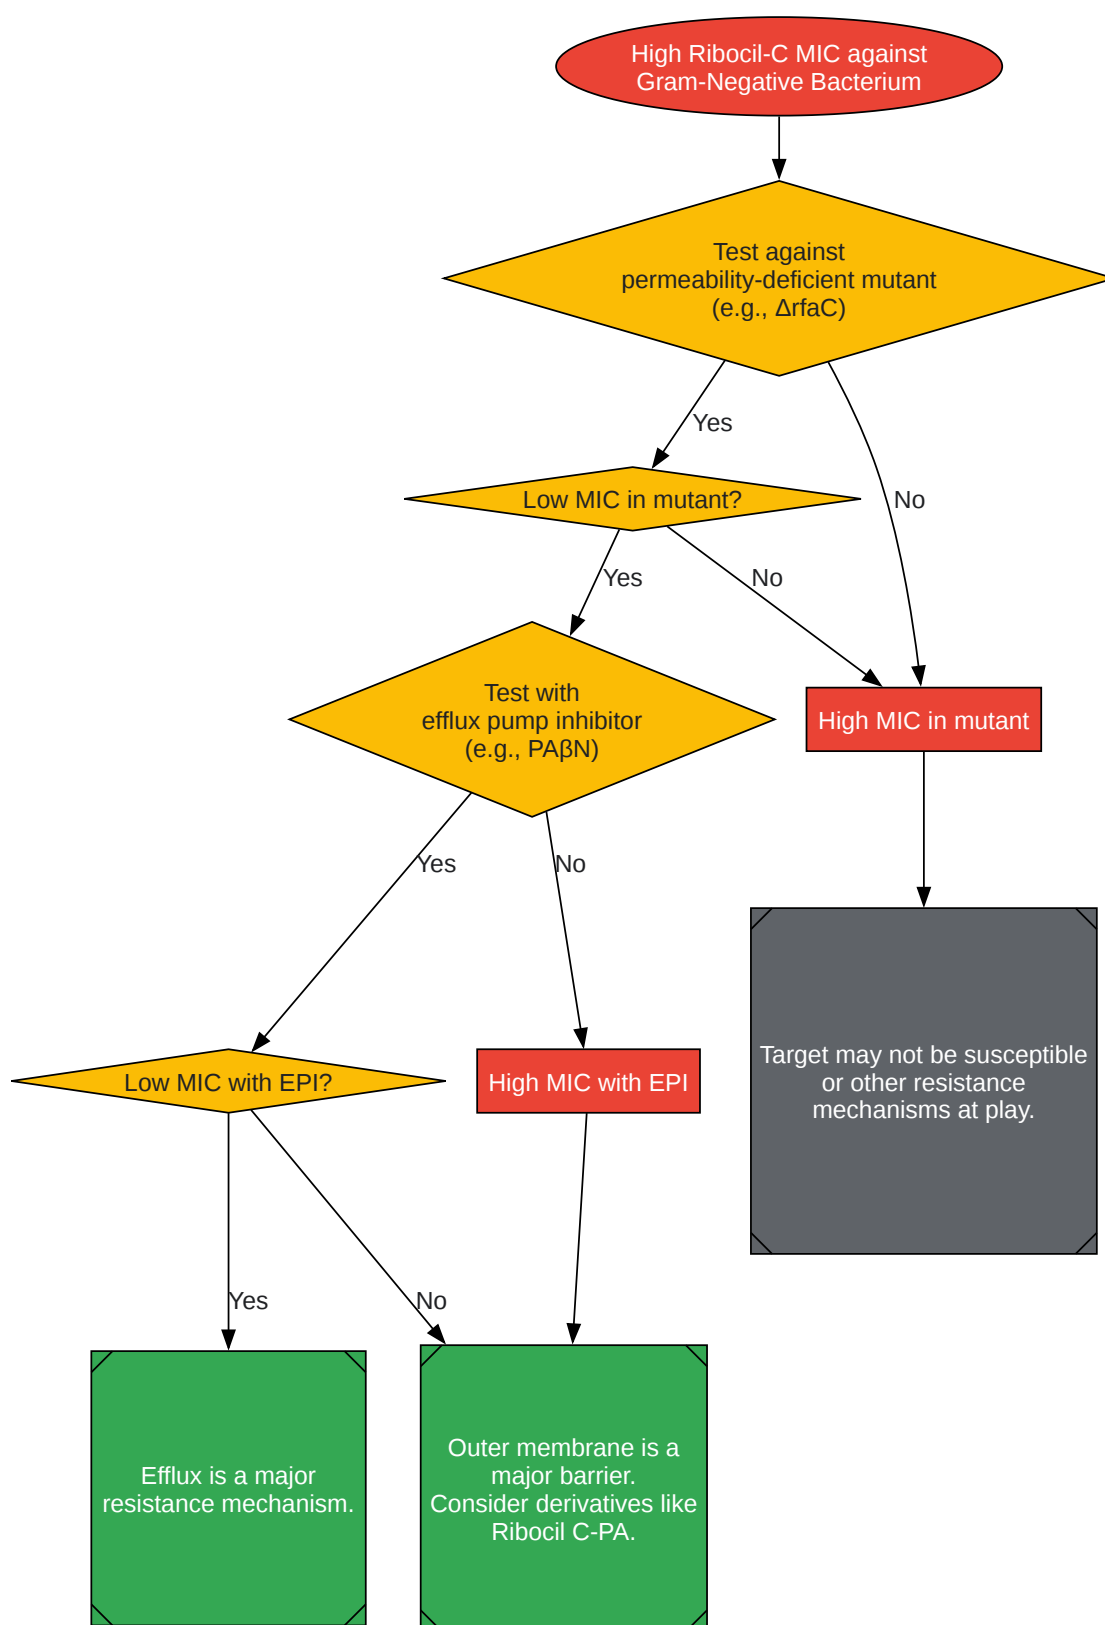 High Ribocil-C MIC against
Gram-Negative Bacterium
Test against
permeability-deficient mutant
(e.g., ΔrfaC)
Yes
Low MIC in mutant?
No
Yes
No
Test with
efflux pump inhibitor
(e.g., PAβN)
High MIC in mutant
Yes
No
Low MIC with EPI?
High MIC with EPI
Target may not be susceptible
or other resistance
mechanisms at play.
Yes
No
Efflux is a major
resistance mechanism.
Outer membrane is a
major barrier.
Consider derivatives like
Ribocil C-PA.